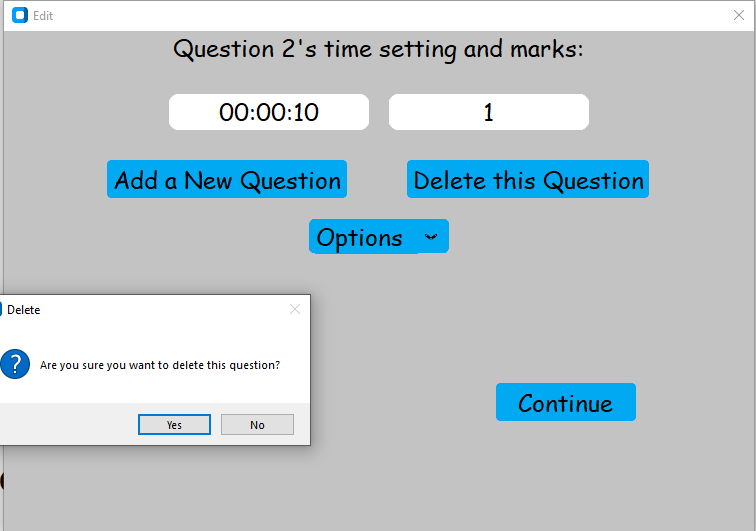 Edit
Question 2's time setting and marks:
00:00:10 1
Add a New Question Delete this Question
Options
Delete
Are you sure you want to delete this question?
Yes No
Continue